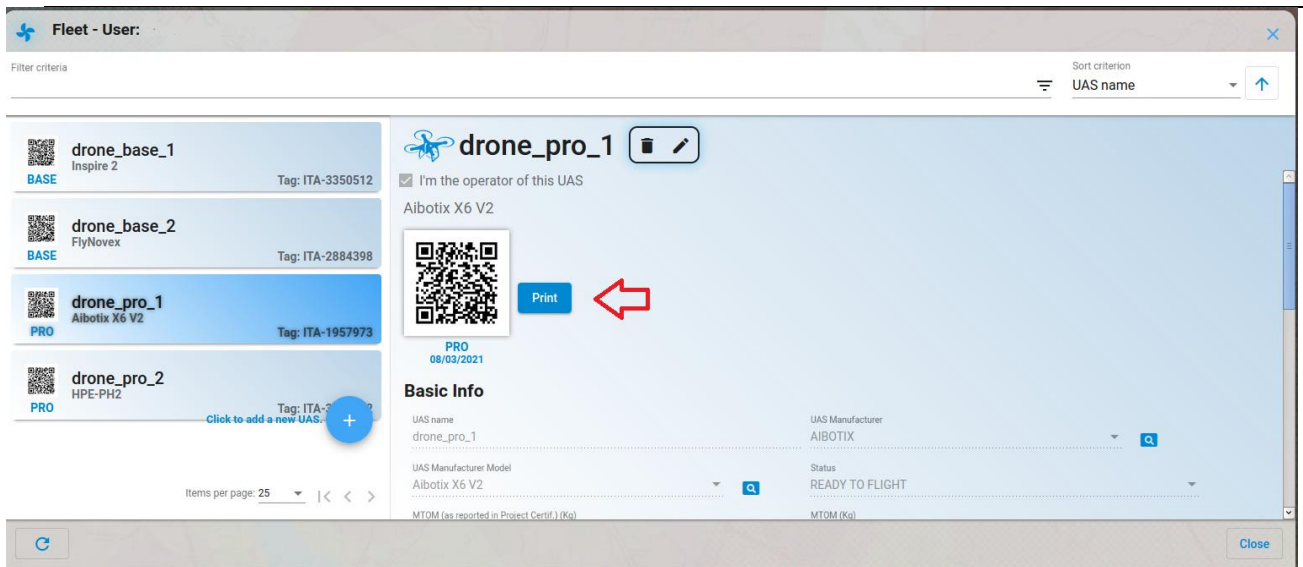 Fleet - User:
Filter criteria
Sort criterion
UAS name
drone_base_1
Inspire 2
BASE
Tag: ITA-3350512
drone_base_2
FlyNovex
BASE
Tag: ITA-2884398
drone_pro_1
Aibotix X6 V2
PRO
Tag: ITA-1957973
drone_pro_2
HPE-PH2
PRO
Tag: ITA-
Click to add a new UAS.
+
Items per page: 25
drone_pro_1
I'm the operator of this UAS
Aibotix X6 V2
Print
PRO
08/03/2021
Basic Info
UAS name
drone_pro_1
UAS Manufacturer
AIBOTIX
UAS Manufacturer Model
Aibotix X6 V2
Status
READY TO FLIGHT
MTOM (as reported in Project Certif.) (Kg)
MTOM (Kg)
Close